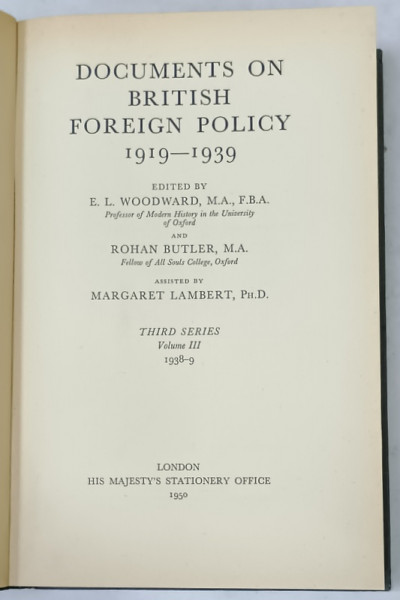 DOCUMENTS ON
BRITISH
FOREIGN POLICY
1919—1939
EDITED BY
E. L. WOODWARD, M.A., F.B.A.
Professor of Modern History in the University
of Oxford
AND
ROHAN BUTLER, M.A.
Fellow of All Souls College, Oxford
ASSISTED BY
MARGARET LAMBERT, PH.D.
THIRD SERIES
Volume III
1938–9
LONDON
HIS MAJESTY'S STATIONERY OFFICE
1950